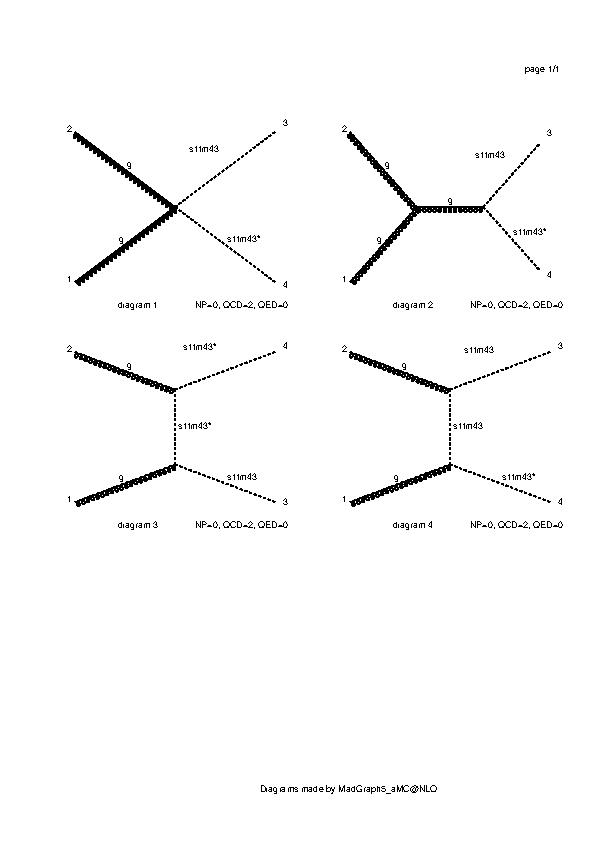 page 1/1
2
g
s11m43
3
g
s11m43*
1
4
diagram 1
NP=0, QCD=2, QED=0
2
g
s11m43
3
g
g
s11m43*
1
4
diagram 2
NP=0, QCD=2, QED=0
2
g
s11m43*
4
s11m43*
g
s11m43
1
3
diagram 3
NP=0, QCD=2, QED=0
2
g
s11m43
3
s11m43
g
s11m43*
1
4
diagram 4
NP=0, QCD=2, QED=0
Diagrams made by MadGraph5_aMC@NLO